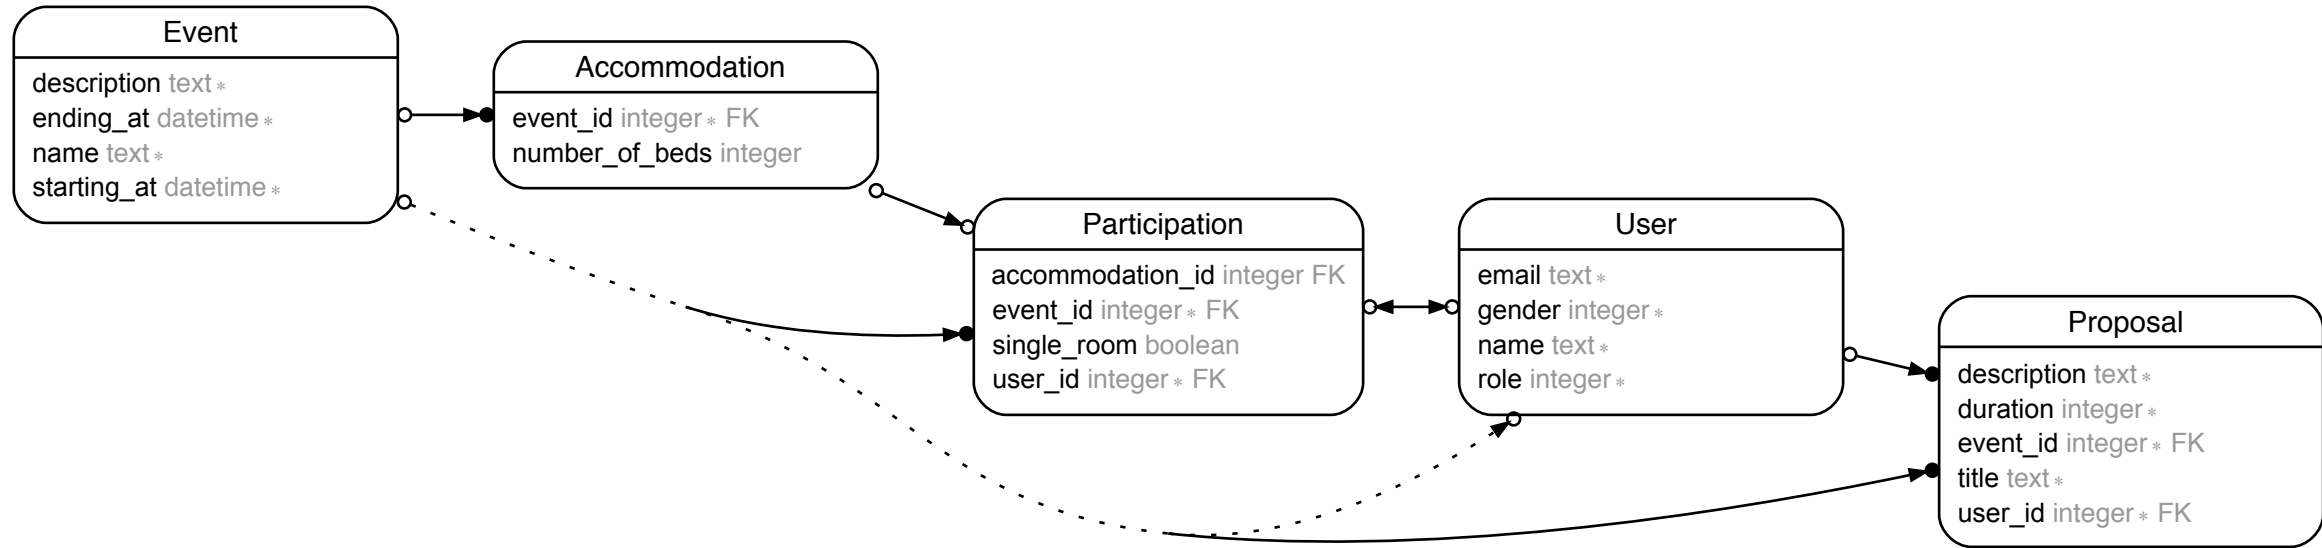 Event
description text∗
ending_at datetime∗
name text∗
starting_at datetime∗
Accommodation
event_id integer∗ FK
number_of_beds integer
Participation
accommodation_id integer FK
event_id integer∗ FK
single_room boolean
user_id integer∗ FK
User
email text∗
gender integer∗
name text∗
role integer∗
Proposal
description text∗
duration integer∗
event_id integer∗ FK
title text∗
user_id integer∗ FK